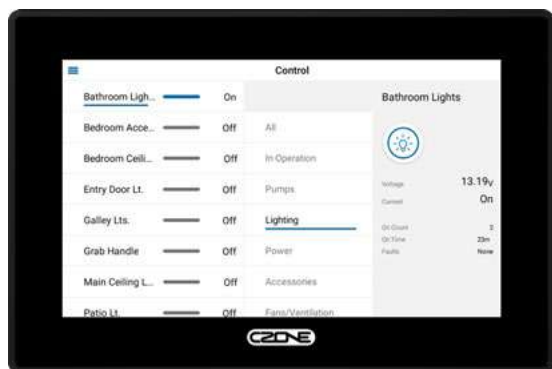 Control
Bathroom Ligh... On
Bedroom Acce... Off
Bedroom Ceili... Off
Entry Door Lt. Off
Galley Lts. Off
Grab Handle Off
Main Ceiling L... Off
Patio Lt. Off
All
In Operation
Pumps
Lighting
Power
Accessories
Fans/Ventilation
Bathroom Lights
Voltage 13.19v
Current On
On Count 2
On Time 23m
Faults None
CZONE